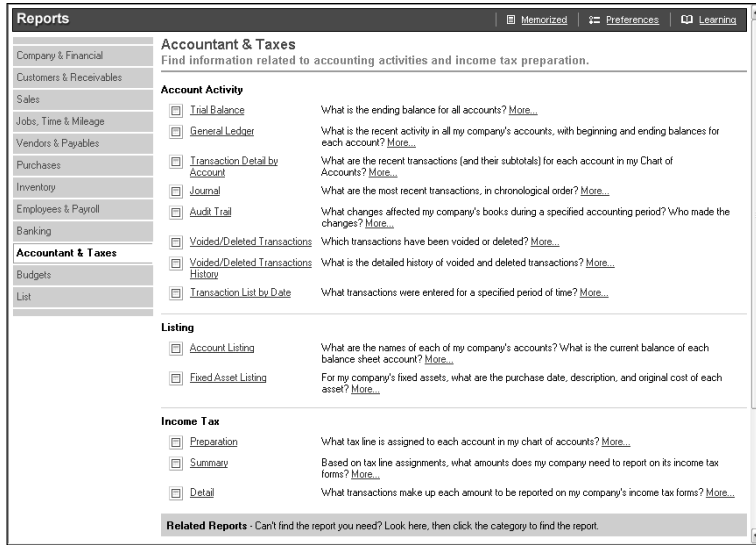 Reports
Memorized
Preferences
Learning
Company & Financial
Customers & Receivables
Sales
Jobs, Time & Mileage
Vendors & Payables
Purchases
Inventory
Employees & Payroll
Banking
Accountant & Taxes
Budgets
List
Accountant & Taxes
Find information related to accounting activities and income tax preparation.
Account Activity
Trial Balance
What is the ending balance for all accounts? More...
General Ledger
What is the recent activity in all my company's accounts, with beginning and ending balances for
each account? More...
Transaction Detail by
Account
What are the recent transactions (and their subtotals) for each account in my Chart of
Accounts? More...
Journal
What are the most recent transactions, in chronological order? More...
Audit Trail
What changes affected my company's books during a specified accounting period? Who made the
changes? More...
Voided/Deleted Transactions
Which transactions have been voided or deleted? More...
Voided/Deleted Transactions
History
What is the detailed history of voided and deleted transactions? More...
Transaction List by Date
What transactions were entered for a specified period of time? More...
Listing
Account Listing
What are the names of each of my company's accounts? What is the current balance of each
balance sheet account? More...
Fixed Asset Listing
For my company's fixed assets, what are the purchase date, description, and original cost of each
asset? More...
Income Tax
Preparation
What tax line is assigned to each account in my chart of accounts? More...
Summary
Based on tax line assignments, what amounts does my company need to report on its income tax
forms? More...
Detail
What transactions make up each amount to be reported on my company's income tax forms? More...
Related Reports - Can't find the report you need? Look here, then click the category to find the report.